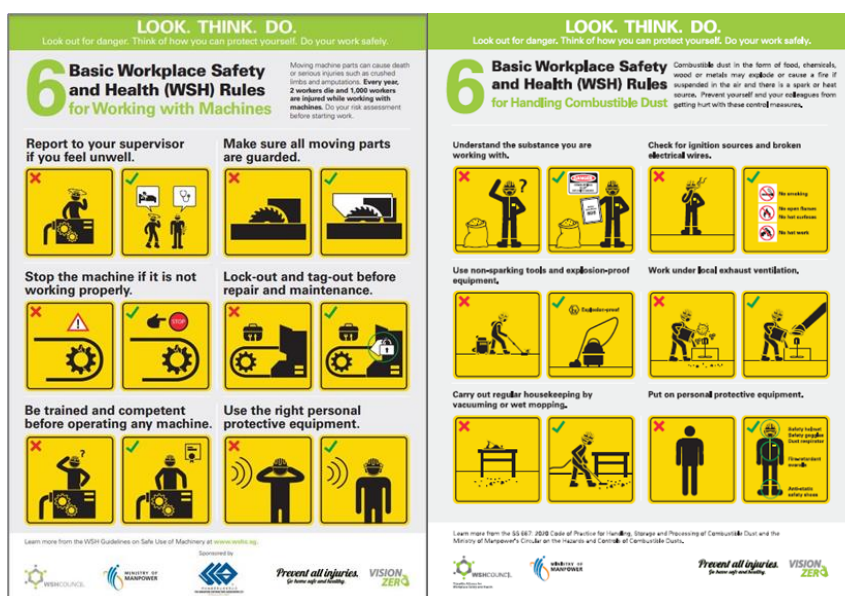 LOOK. THINK. DO.
Look out for danger. Think of how you can protect yourself. Do your work safely.
6 Basic Workplace Safety
and Health (WSH) Rules
for Working with Machines
Moving machine parts can cause death
or serious injuries such as crushed
limbs and amputations. Every year,
2 workers die and 1,000 workers
are injured while working with
machines. Do your risk assessment
before starting work.
Report to your supervisor
if you feel unwell.
Make sure all moving parts
are guarded.
Stop the machine if it is not
working properly.
Lock-out and tag-out before
repair and maintenance.
STOP
Be trained and competent
before operating any machine.
Use the right personal
protective equipment.
?
Learn more from the WSH Guidelines on Safe Use of Machinery at www.wshc.sg.
Sponsored by
WSHCOUNCIL
MINISTRY OF
MANPOWER
Prevent all injuries.
Go home safe and healthy.
VISION
ZERO
LOOK. THINK. DO.
Look out for danger. Think of how you can protect yourself. Do your work safely.
6 Basic Workplace Safety
and Health (WSH) Rules
for Handling Combustible Dust
Combustible dust in the form of food, chemicals,
wood or metals may explode or cause a fire if
suspended in the air and there is a spark or heat
source. Prevent yourself and your colleagues from
getting hurt with these control measures.
Understand the substance you are
working with.
?
Check for ignition sources and broken
electrical wires.
No smoking
No open flames
No hot surfaces
No hot work
Use non-sparking tools and explosion-proof
equipment.
Explosion-proof
Work under local exhaust ventilation.
Carry out regular housekeeping by
vacuuming or wet mopping.
Put on personal protective equipment.
Safety helmet
Safety goggles
Dust respirator
Fire-retardant
overalls
Anti-static
safety shoes
Learn more from the SS 667: 2020 Code of Practice for Handling, Storage and Processing of Combustible Dust and the
Ministry of Manpower's Circular on the Hazards and Controls of Combustible Dusts.
WSHCOUNCIL
MINISTRY OF
MANPOWER
Prevent all injuries.
Go home safe and healthy.
VISION
ZERO